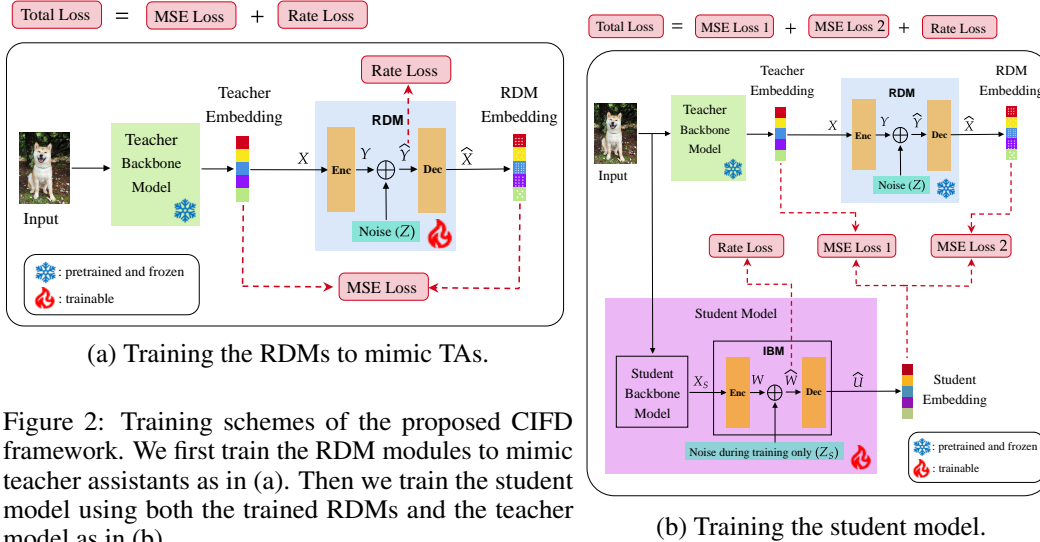 Total Loss = MSE Loss + Rate Loss
Rate Loss
Teacher
Embedding
RDM
Embedding
RDM
Teacher
Backbone
Model
X
Enc
Y
Ŷ
Dec
X̂
Input
Noise (Z)
: pretrained and frozen
: trainable
MSE Loss
(a) Training the RDMs to mimic TAs.
Figure 2: Training schemes of the proposed CIFD
framework. We first train the RDM modules to mimic
teacher assistants as in (a). Then we train the student
model using both the trained RDMs and the teacher
model as in (b)
Total Loss = MSE Loss 1 + MSE Loss 2 + Rate Loss
Teacher
Embedding
RDM
Embedding
RDM
Teacher
Backbone
Model
X
Enc
Y
Ŷ
Dec
X̂
Input
Noise (Z)
Rate Loss
MSE Loss 1
MSE Loss 2
Student Model
IBM
Student
Backbone
Model
X_S
Enc
W
Ŵ
Dec
Û
Student
Embedding
Noise during training only (Z_S)
: pretrained and frozen
: trainable
(b) Training the student model.